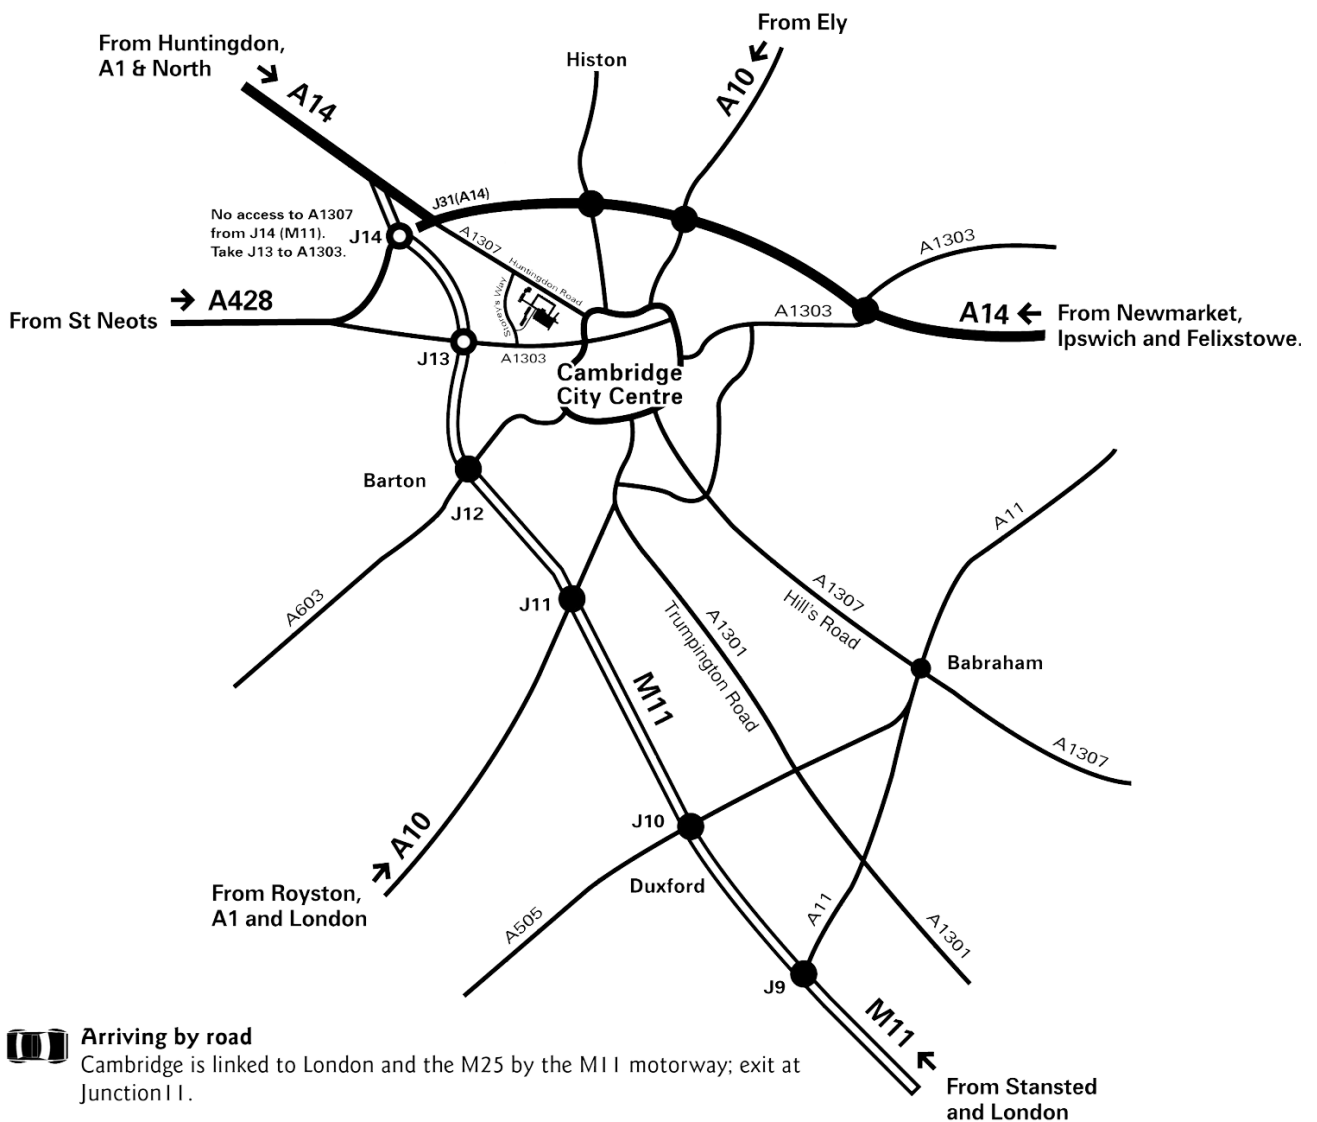 From Ely
From Huntingdon,
A1 & North
A14
Histon
A10
J31(A14)
No access to A1307
from J14 (M11).
Take J13 to A1303.
J14
A1307
Huntingdon Road
Storey's Way
A1303
A428
From St Neots
A1303
A14
From Newmarket,
Ipswich and Felixstowe.
J13
A1303
Cambridge
City Centre
Barton
J12
A11
A603
J11
A1307
Hill's Road
A1301
Trumpington Road
Babraham
M11
A1307
J10
A10
Duxford
From Royston,
A1 and London
A505
A11
A1301
J9
M11
Arriving by road
Cambridge is linked to London and the M25 by the M11 motorway; exit at
Junction11.
From Stansted
and London